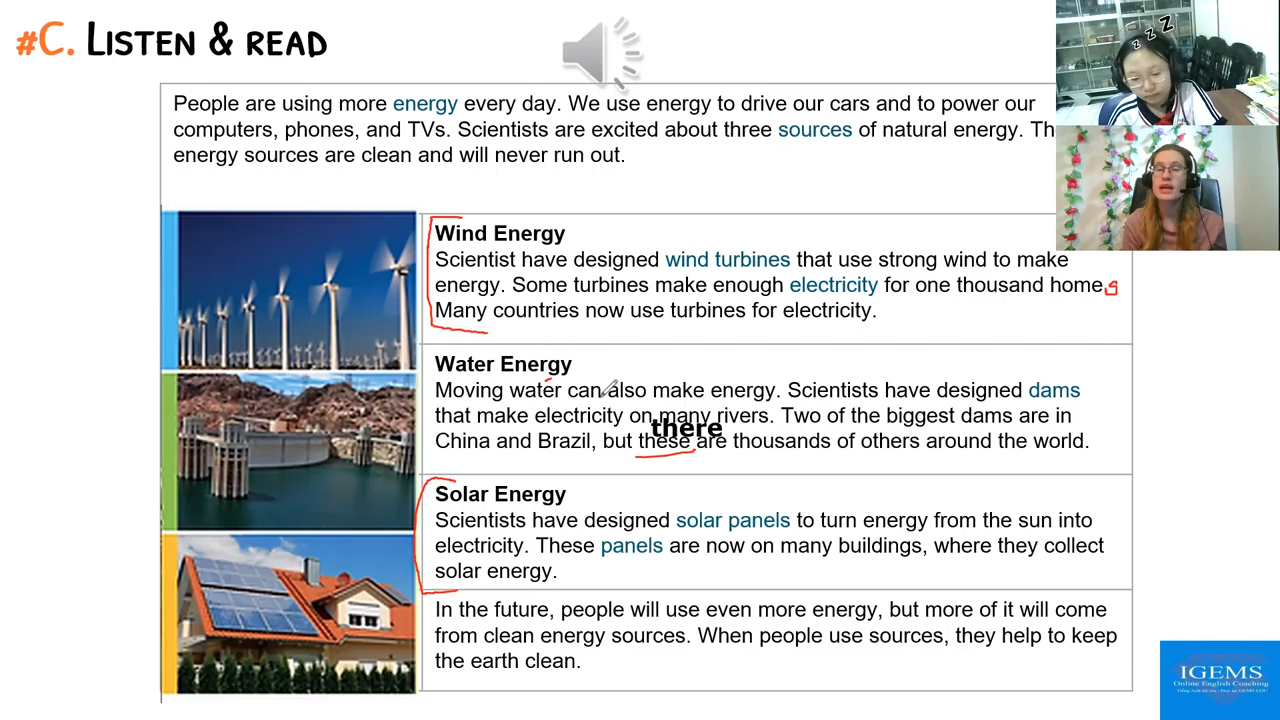 #C. LISTEN & READ
z z Z
People are using more energy every day. We use energy to drive our cars and to power our
computers, phones, and TVs. Scientists are excited about three sources of natural energy. Th
energy sources are clean and will never run out.
Wind Energy
Scientist have designed wind turbines that use strong wind to make
energy. Some turbines make enough electricity for one thousand home s
Many countries now use turbines for electricity.
Water Energy
Moving water can also make energy. Scientists have designed dams
that make electricity on many rivers. Two of the biggest dams are in
there
China and Brazil, but these are thousands of others around the world.
Solar Energy
Scientists have designed solar panels to turn energy from the sun into
electricity. These panels are now on many buildings, where they collect
solar energy.
In the future, people will use even more energy, but more of it will come
from clean energy sources. When people use sources, they help to keep
the earth clean.
IGEMS
Online English Coaching